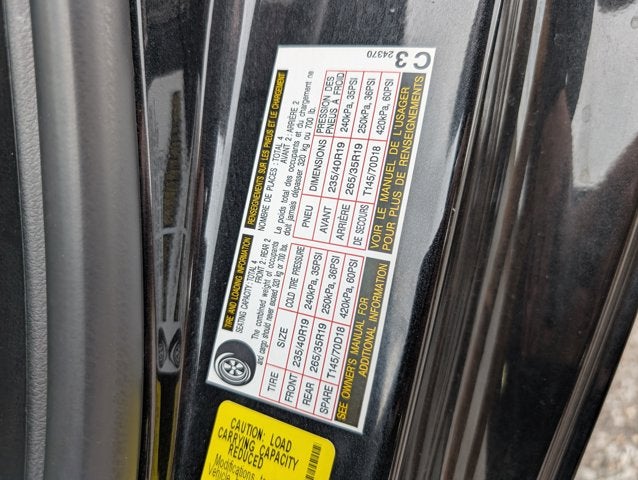 TIRE AND LOADING INFORMATION
SEATING CAPACITY: TOTAL 4 FRONT 2: REAR 2
The combined weight of occupants
and cargo should never exceed 320 kg or 700 lbs.
TIRE SIZE COLD TIRE PRESSURE
FRONT 235/40R19 240kPa, 35PSI
REAR 265/35R19 250kPa, 36PSI
SPARE T145/70D18 420kPa, 60PSI
SEE OWNER'S MANUAL FOR
ADDITIONAL INFORMATION
RENSEIGNEMENTS SUR LES PNEUS ET LE CHARGEMENT
NOMBRE DE PLACES : TOTAL 4
AVANT 2 : ARRIÈRE 2
Le poids total des occupants et du chargement ne
doit jamais dépasser 320 kg ou 700 lb.
PNEU DIMENSIONS PRESSION DES
PNEUS À FROID
AVANT 235/40R19 240kPa, 35PSI
ARRIÈRE 265/35R19 250kPa, 36PSI
DE SECOURS T145/70D18 420kPa, 60PSI
VOIR LE MANUEL DE L'USAGER
POUR PLUS DE RENSEIGNEMENTS
C3
24370
CAUTION: LOAD
CARRYING CAPACITY
REDUCED
Modifications
Vehicle